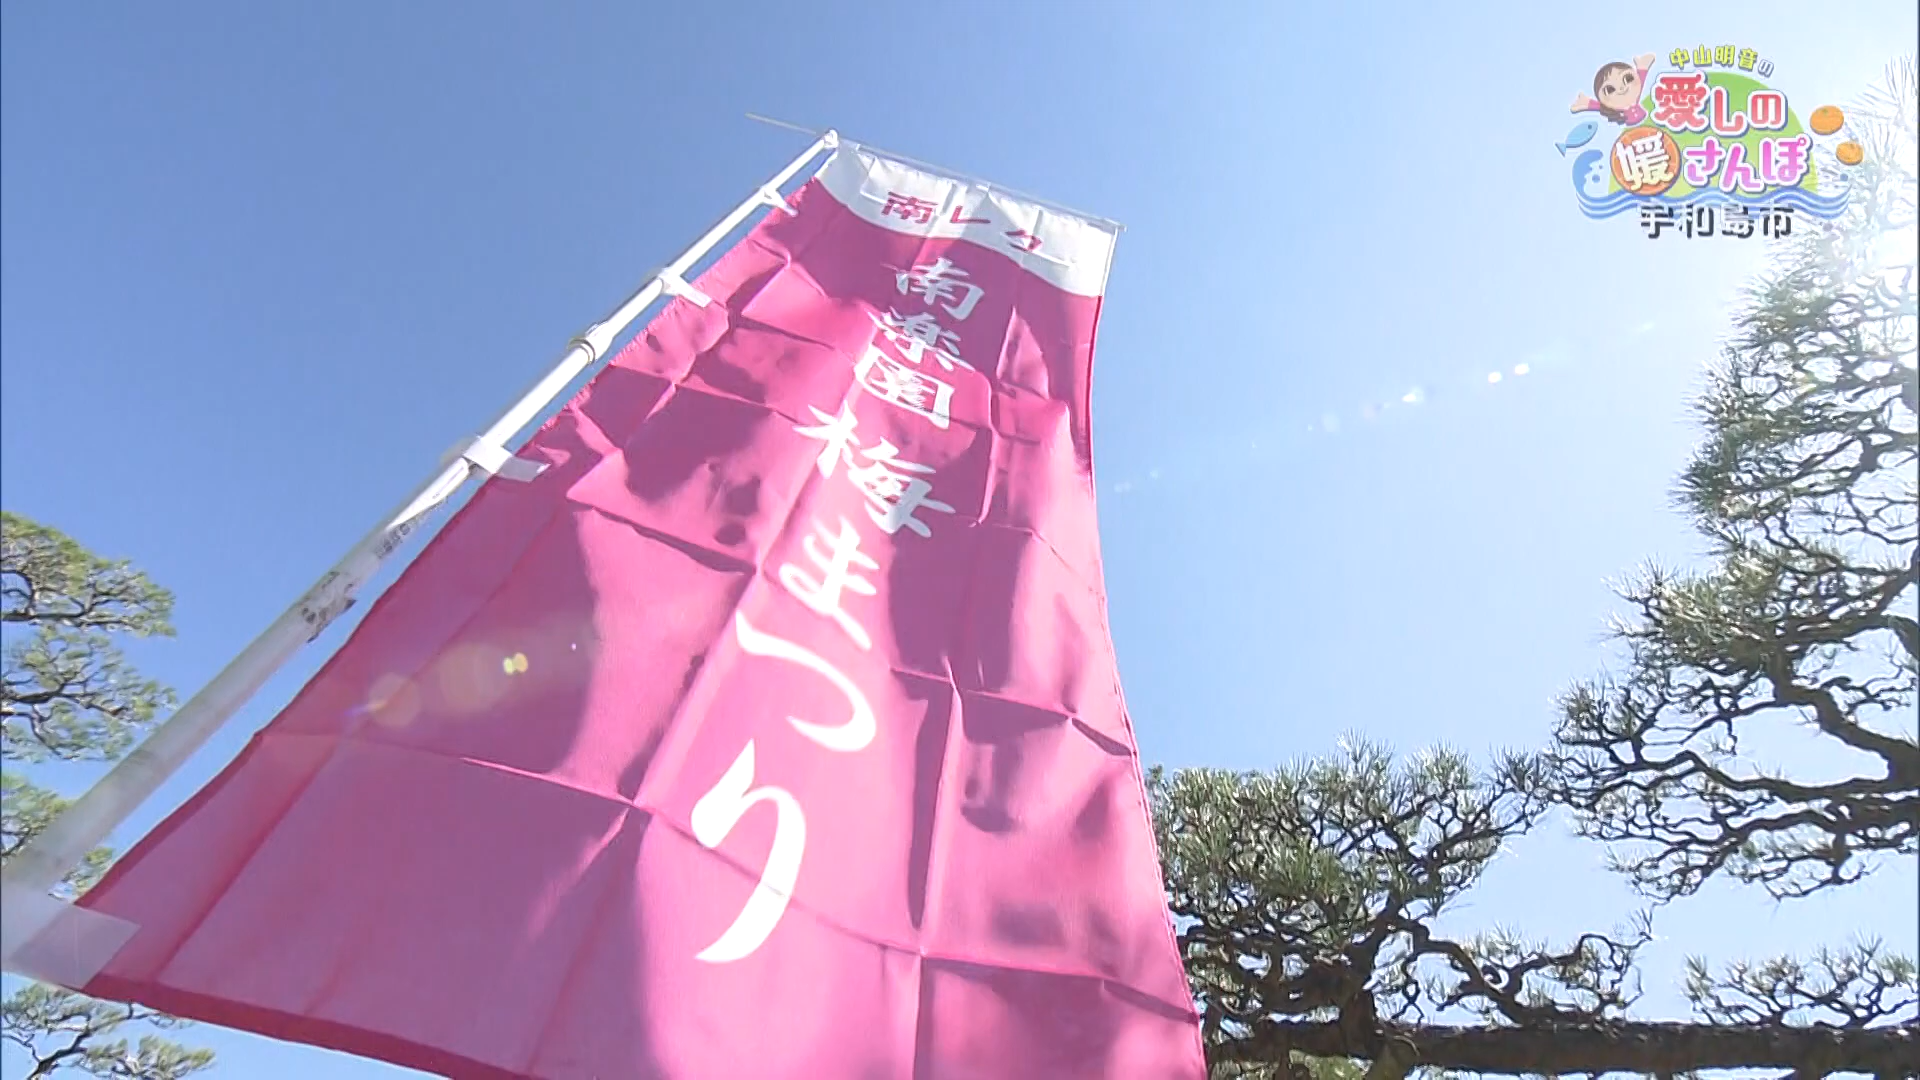 中山明音の
愛しの
媛さんぽ
宇和島市
南レク
南楽園梅まつり